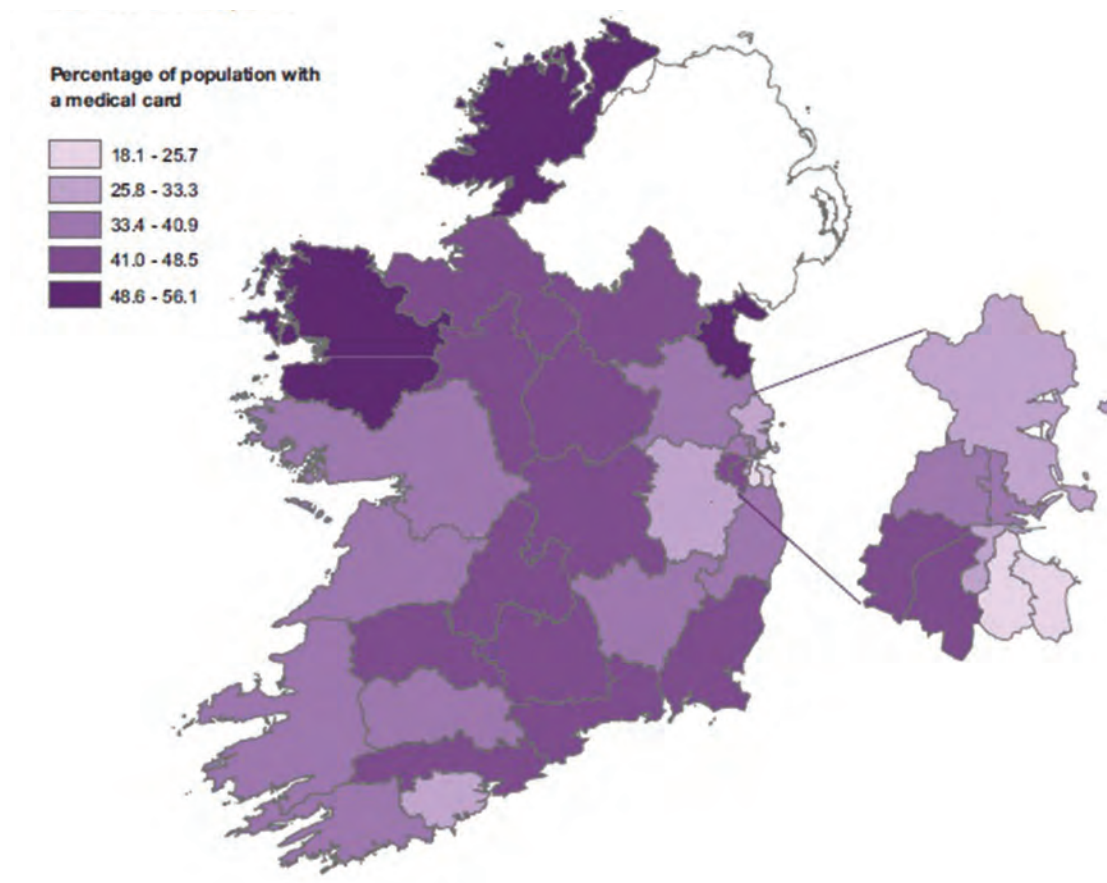 Percentage of population with
a medical card
18.1 - 25.7
25.8 - 33.3
33.4 - 40.9
41.0 - 48.5
48.6 - 56.1